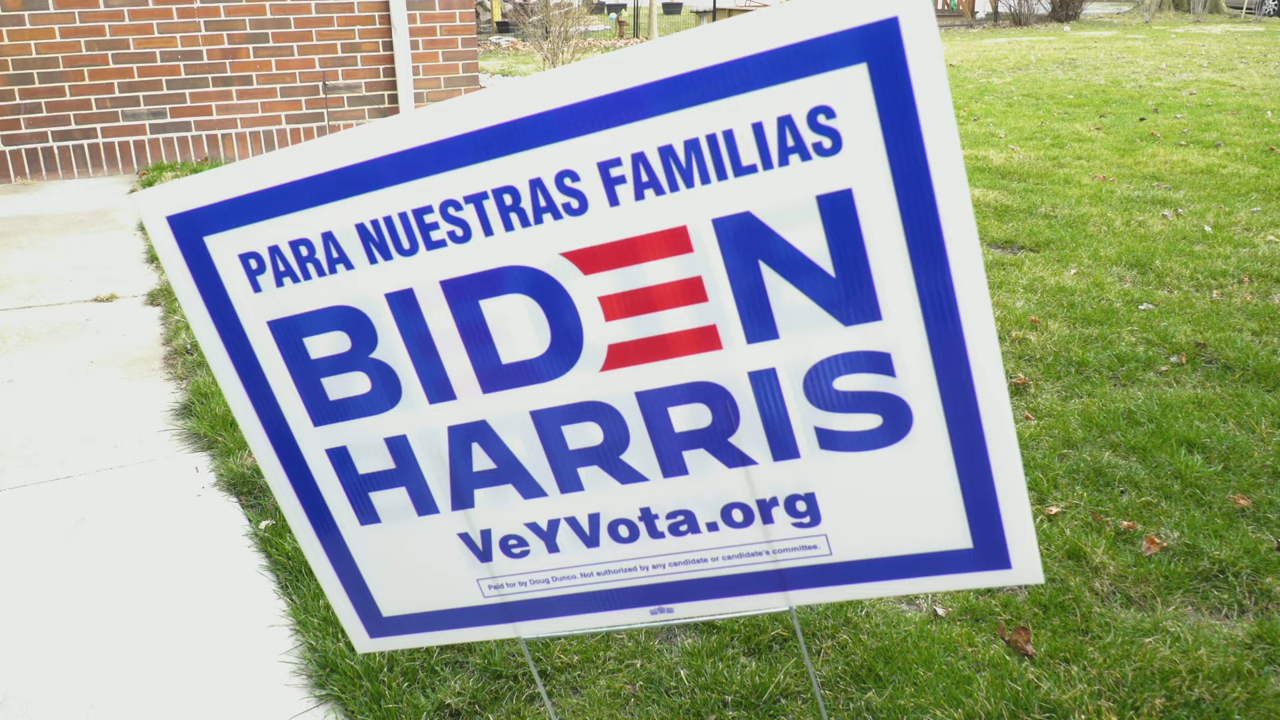 PARA NUESTRAS FAMILIAS
BIDEN
HARRIS
VeYVota.org
Paid for by Doug Dunco. Not authorized by any candidate or candidate's committee.